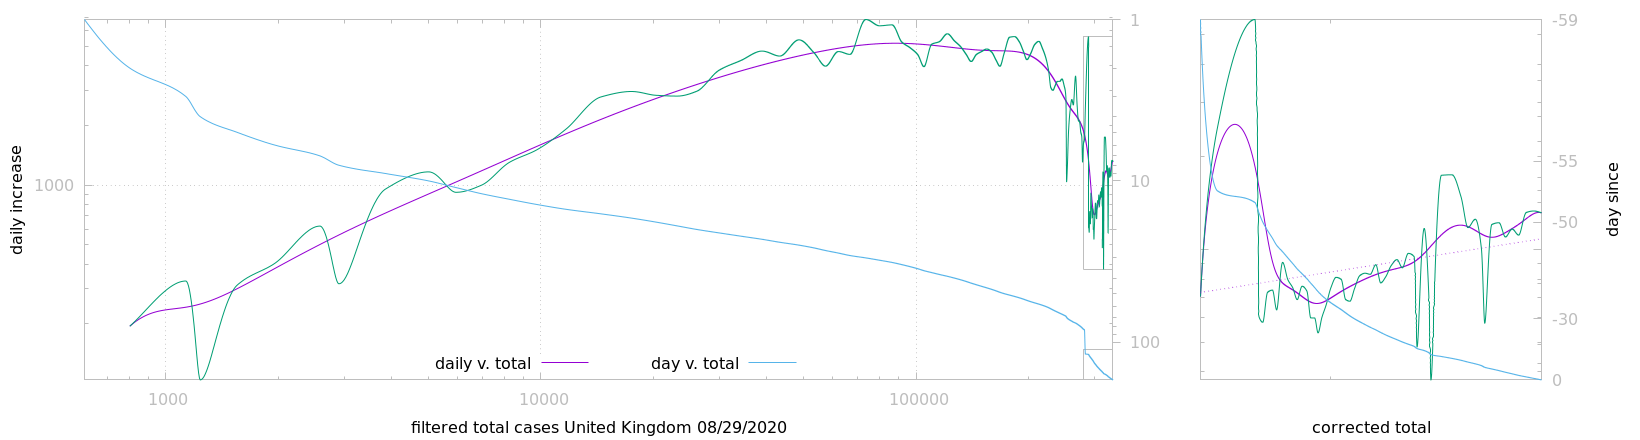 daily increase
1000
daily v. total
day v. total
1000
10000
100000
filtered total cases United Kingdom 08/29/2020
1
10
100
-59
-55
-50
-30
0
day since
corrected total